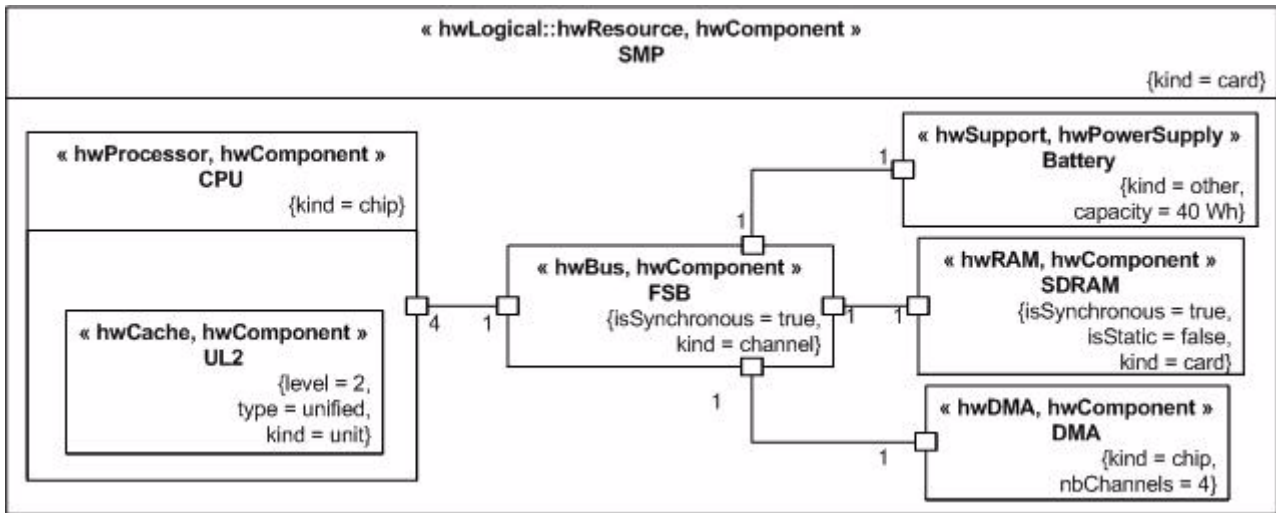 « hwLogical::hwResource, hwComponent »
SMP
{kind = card}
« hwProcessor, hwComponent »
CPU
{kind = chip}
« hwCache, hwComponent »
UL2
{level = 2,
type = unified,
kind = unit}
4
1
« hwBus, hwComponent »
FSB
{isSynchronous = true,
kind = channel}
1
1
« hwSupport, hwPowerSupply »
Battery
{kind = other,
capacity = 40 Wh}
1
1
« hwRAM, hwComponent »
SDRAM
{isSynchronous = true,
isStatic = false,
kind = card}
1
1
« hwDMA, hwComponent »
DMA
{kind = chip,
nbChannels = 4}